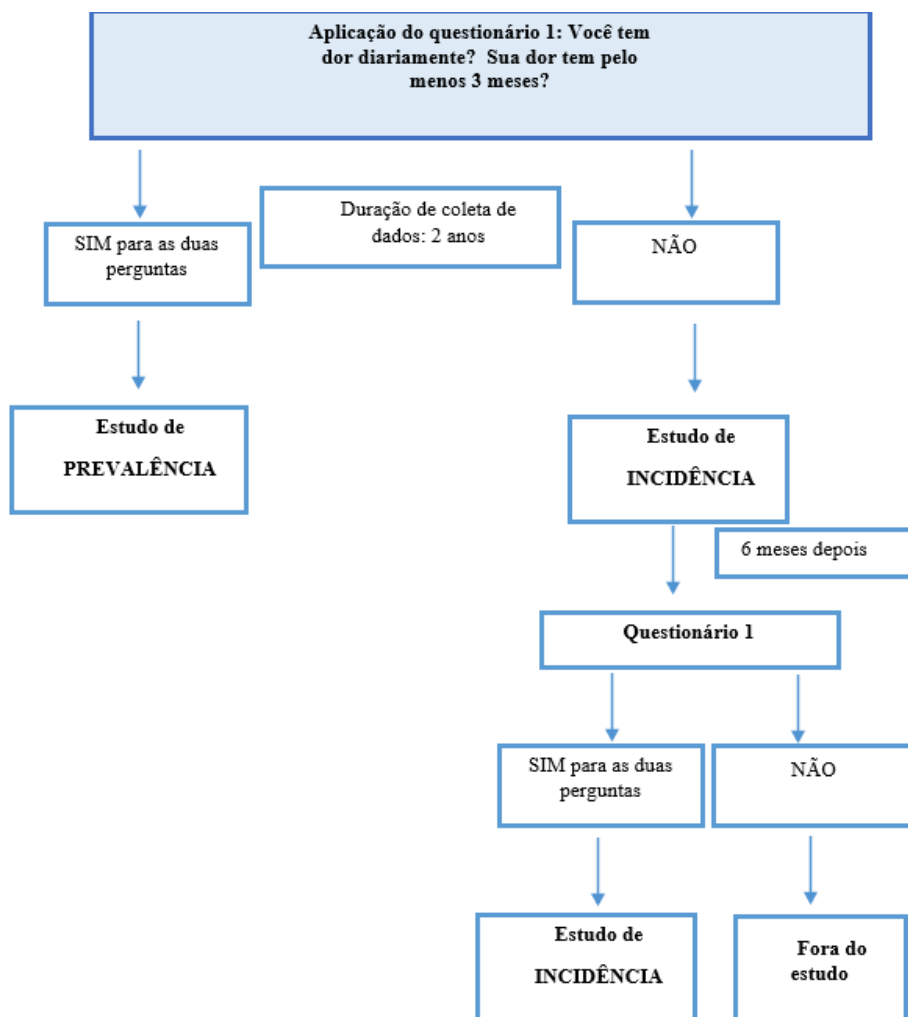 Aplicação do questionário 1: Você tem
dor diariamente? Sua dor tem pelo
menos 3 meses?
Duração de coleta de
dados: 2 anos
SIM para as duas
perguntas
NÃO
Estudo de
PREVALÊNCIA
Estudo de
INCIDÊNCIA
6 meses depois
Questionário 1
SIM para as duas
perguntas
NÃO
Estudo de
INCIDÊNCIA
Fora do
estudo